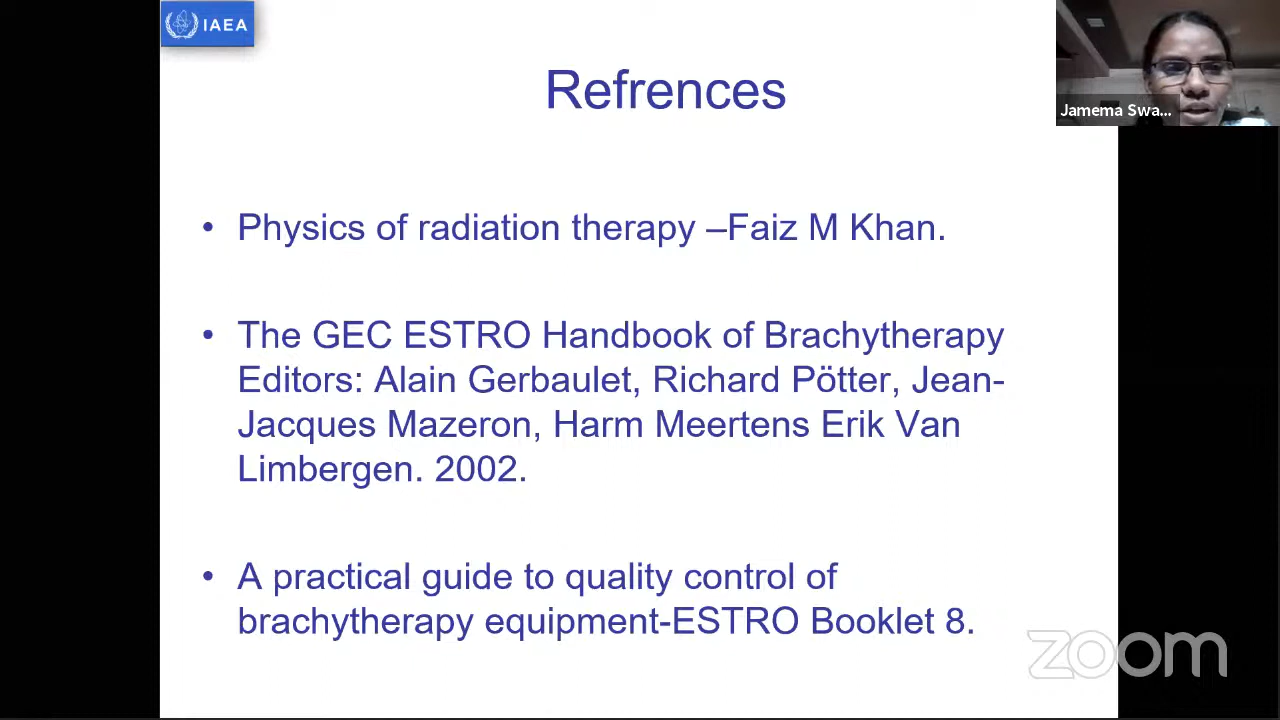 IAEA
Refrences
Jamema Swa...
• Physics of radiation therapy –Faiz M Khan.
• The GEC ESTRO Handbook of Brachytherapy
Editors: Alain Gerbaulet, Richard Pötter, Jean-
Jacques Mazeron, Harm Meertens Erik Van
Limbergen. 2002.
• A practical guide to quality control of
brachytherapy equipment-ESTRO Booklet 8.
zoom